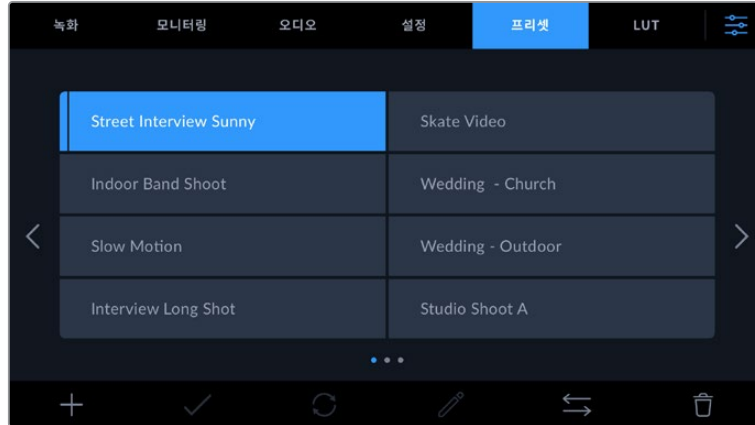 녹화 모니터링 오디오 설정 프리셋 LUT
Street Interview Sunny Skate Video
Indoor Band Shoot Wedding - Church
Slow Motion Wedding - Outdoor
Interview Long Shot Studio Shoot A